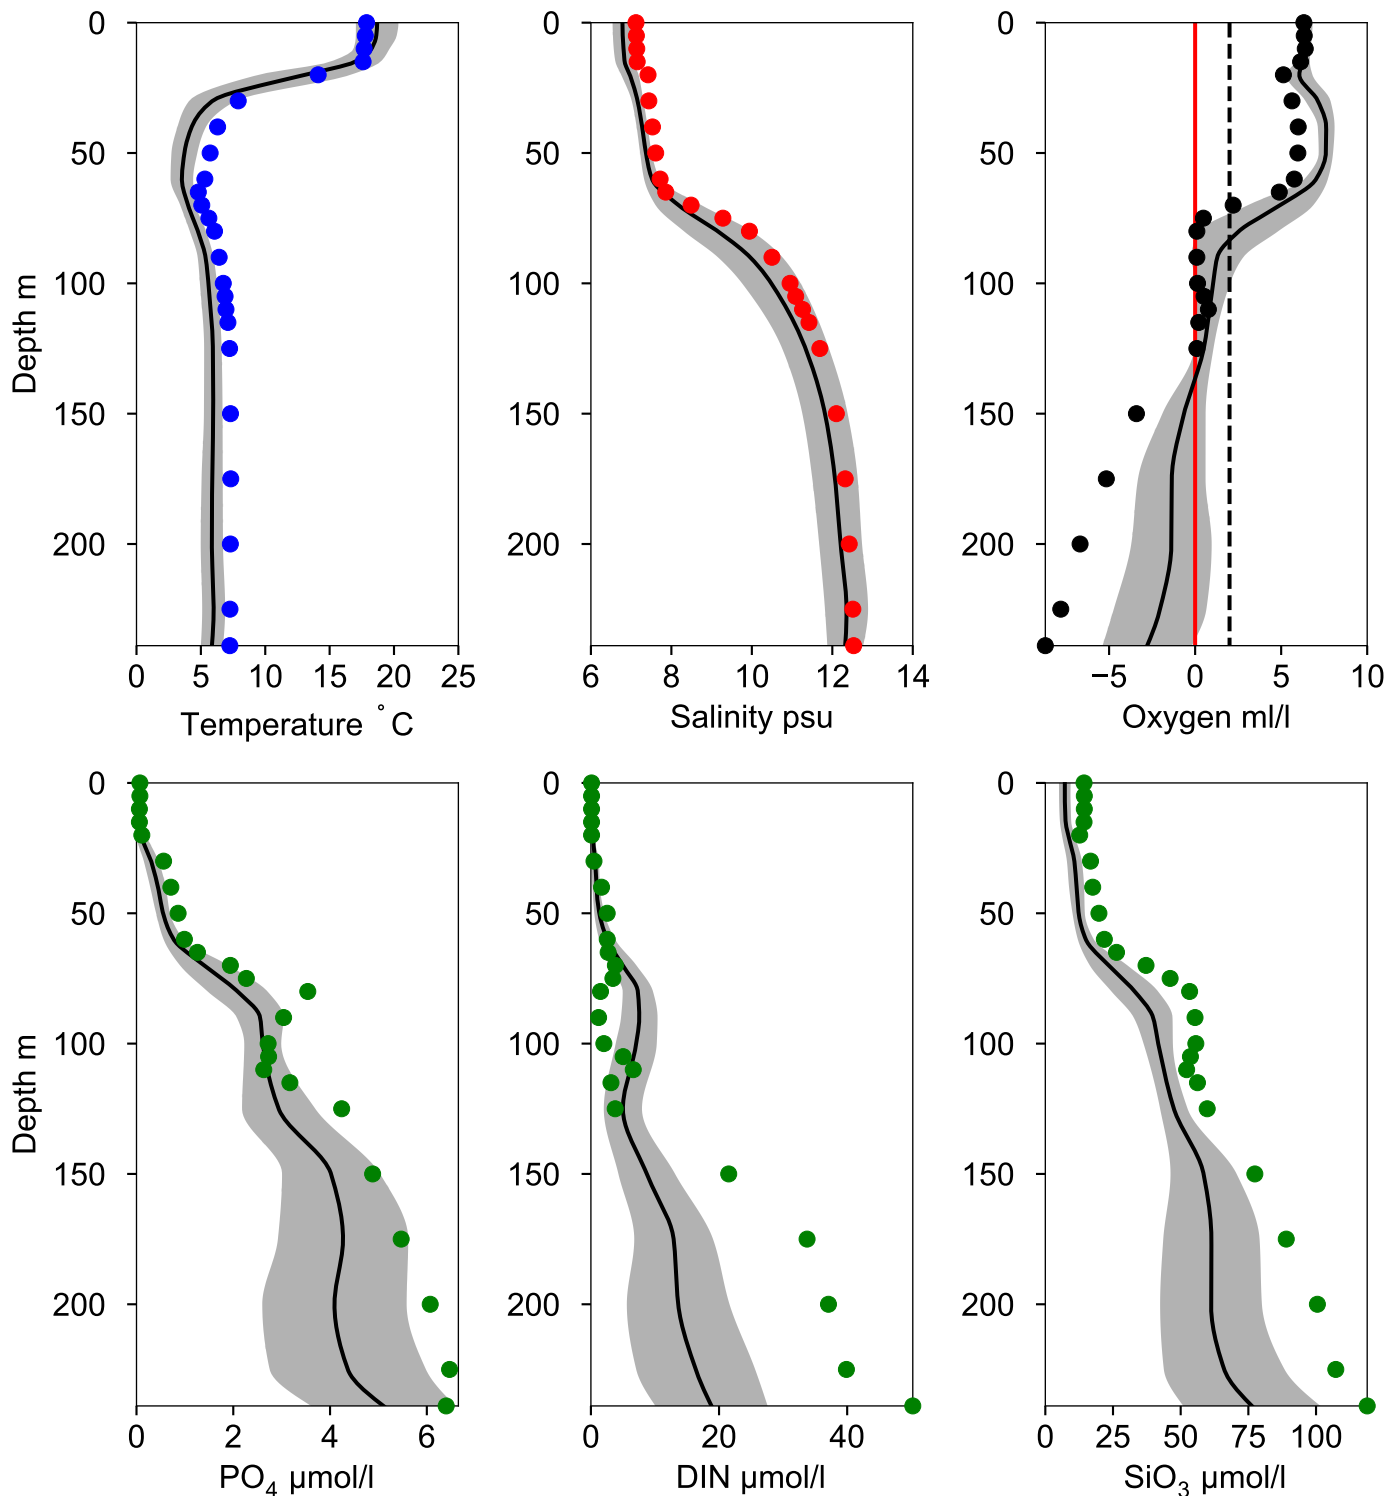 0
50
100
150
200
Depth m
0 5 10 15 20 25
Temperature °C
0
50
100
150
200
6 8 10 12 14
Salinity psu
0
50
100
150
200
−5 0 5 10
Oxygen ml/l
0
50
100
150
200
Depth m
0 2 4 6
PO₄ µmol/l
0
50
100
150
200
0 20 40
DIN µmol/l
0
50
100
150
200
0 25 50 75 100
SiO₃ µmol/l